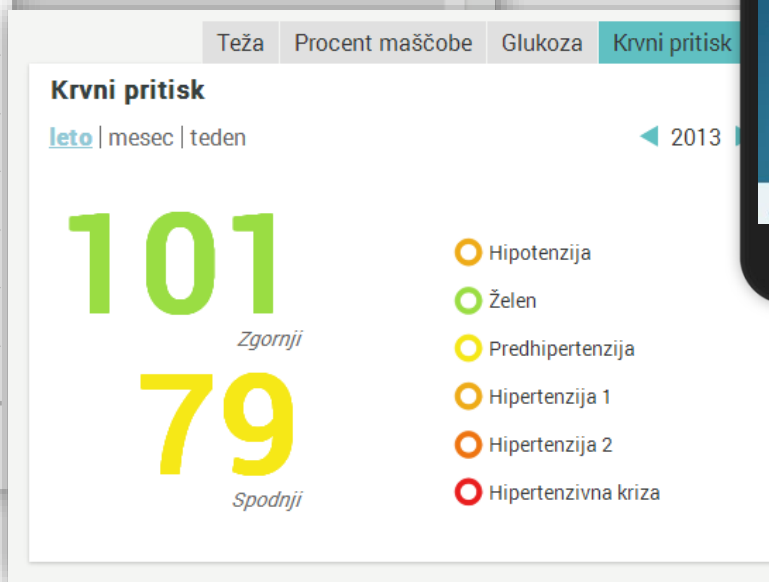 Teža Procent maščobe Glukoza Krvni pritisk
Krvni pritisk
leto | mesec | teden
2013
101
Zgornji
79
Spodnji
Hipotenzija
Želen
Predhipertenzija
Hipertenzija 1
Hipertenzija 2
Hipertenzivna kriza